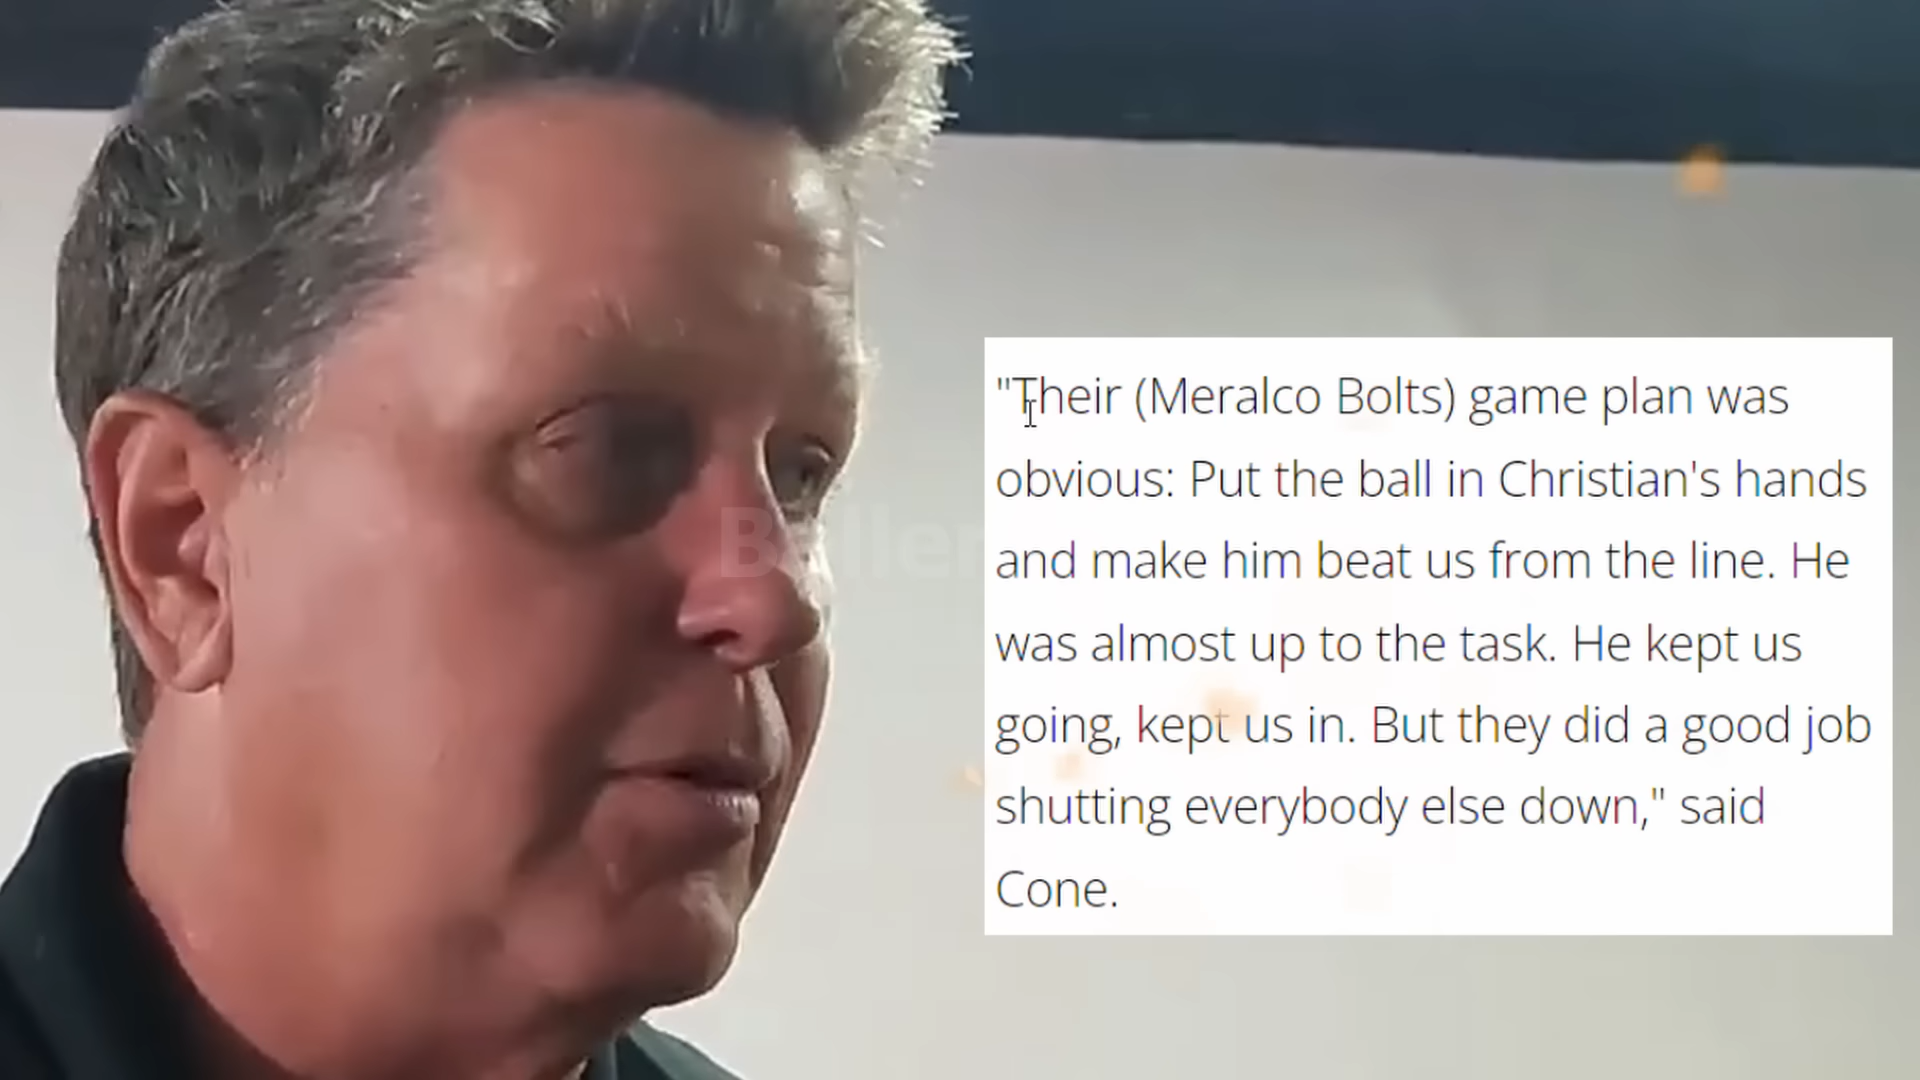 "Their (Meralco Bolts) game plan was
obvious: Put the ball in Christian's hands
and make him beat us from the line. He
was almost up to the task. He kept us
going, kept us in. But they did a good job
shutting everybody else down," said
Cone.
Baller